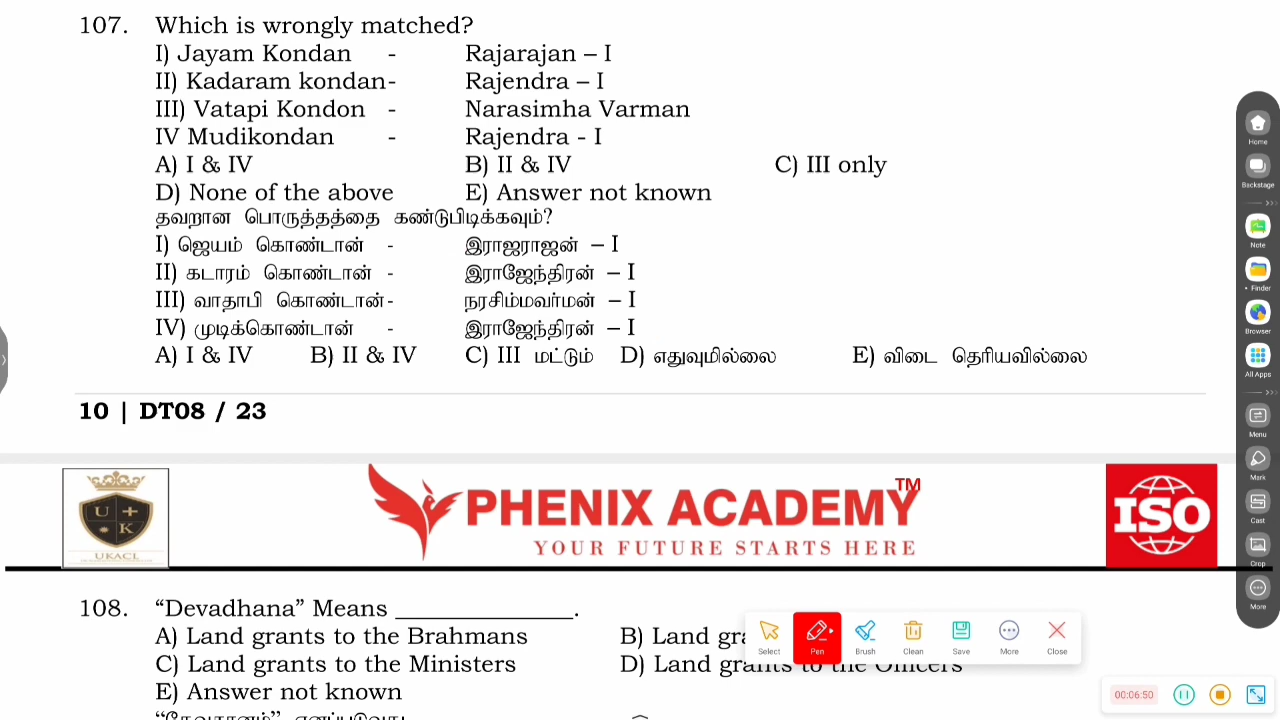 107. Which is wrongly matched?
I) Jayam Kondan - Rajarajan – I
II) Kadaram kondan- Rajendra – I
III) Vatapi Kondon - Narasimha Varman
IV Mudikondan - Rajendra - I
A) I & IV B) II & IV C) III only
D) None of the above E) Answer not known
தவறான பொருத்தத்தை கண்டுபிடிக்கவும்?
I) ஜெயம் கொண்டான் - இராஜராஜன் – I
II) கடாரம் கொண்டான் - இராஜேந்திரன் – I
III) வாதாபி கொண்டான்- நரசிம்மவர்மன் – I
IV) முடிக்கொண்டான் - இராஜேந்திரன் – I
A) I & IV B) II & IV C) III மட்டும் D) எதுவுமில்லை E) விடை தெரியவில்லை
10 | DT08 / 23
U + K
UKACL
PHENIX ACADEMY TM
YOUR FUTURE STARTS HERE
ISO
108. “Devadhana” Means _______________.
A) Land grants to the Brahmans B) Land gra
C) Land grants to the Ministers D) Land grants to the Officers
E) Answer not known
Home
Backstage
Note
Finder
Browser
All Apps
Menu
Mark
Cast
Crop
More
Select Pen Brush Clean Save More Close
00:06:50